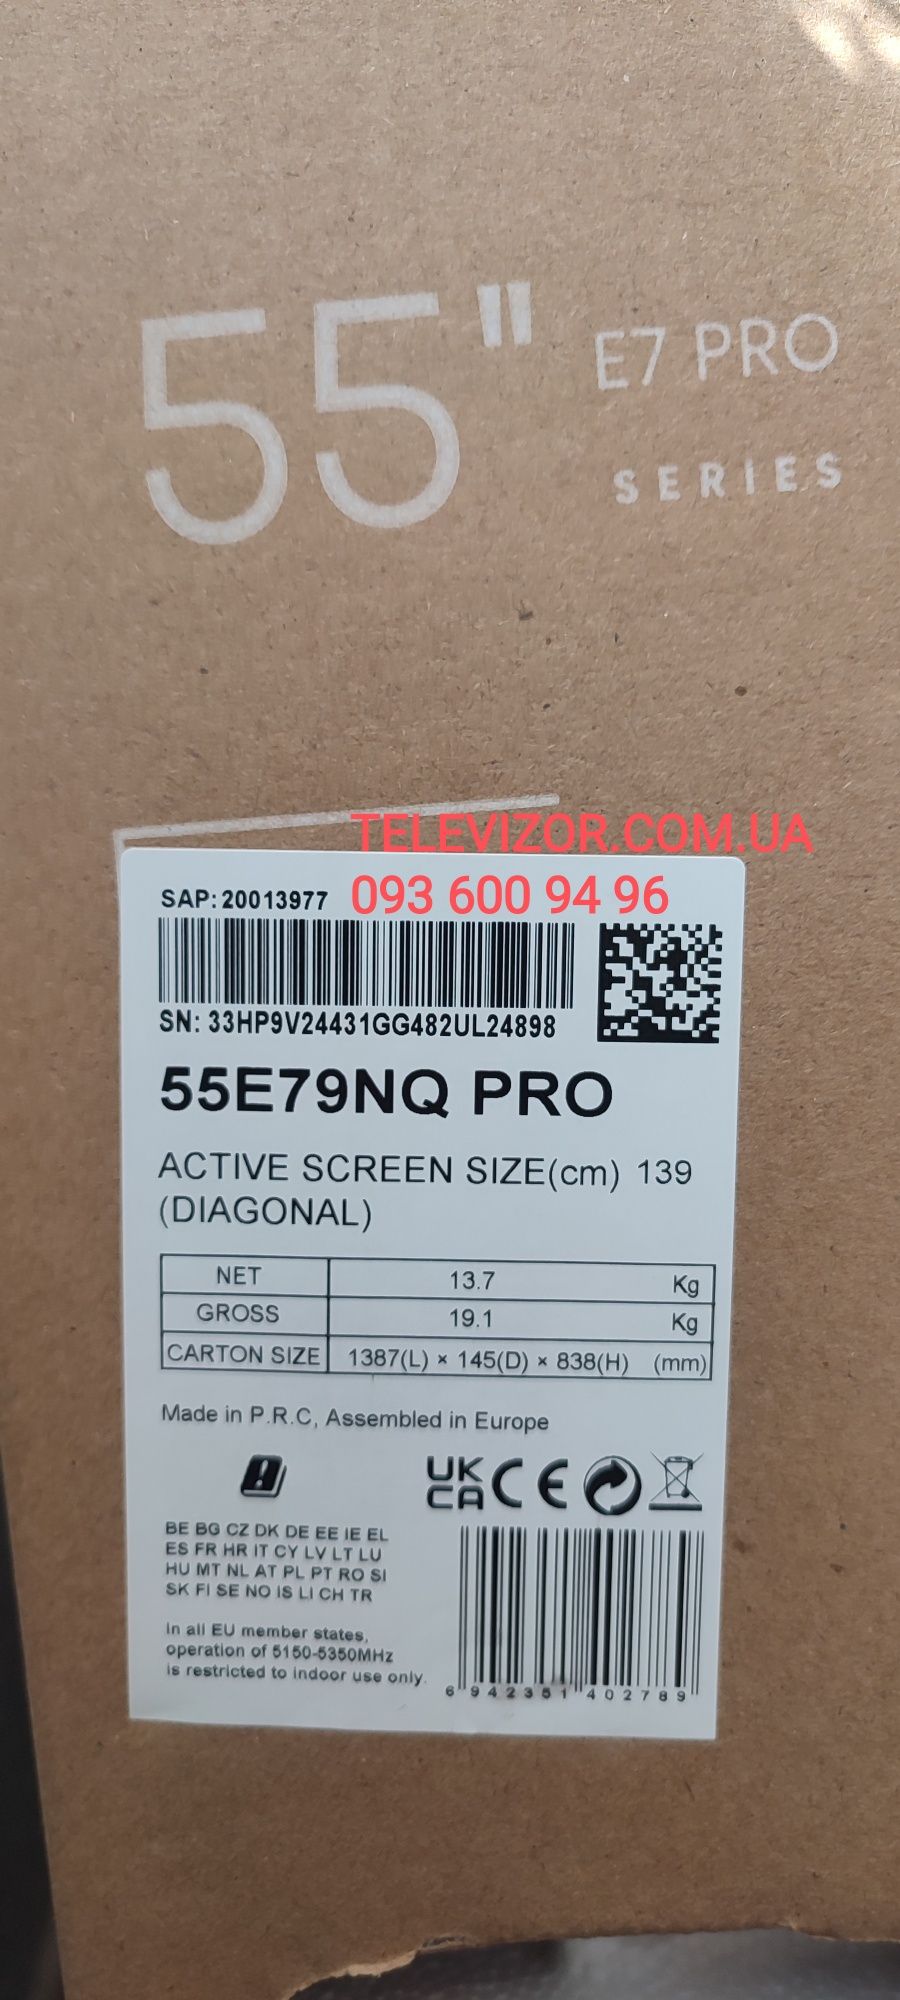 55" E7 PRO
SERIES
TELEVIZOR.COM.UA
093 600 94 96
SAP: 20013977
SN: 33HP9V24431GG482UL24898
55E79NQ PRO
ACTIVE SCREEN SIZE(cm) 139
(DIAGONAL)
NET 13.7 Kg
GROSS 19.1 Kg
CARTON SIZE 1387(L) × 145(D) × 838(H) (mm)
Made in P.R.C, Assembled in Europe
UK
CA CE
BE BG CZ DK DE EE IE EL
ES FR HR IT CY LV LT LU
HU MT NL AT PL PT RO SI
SK FI SE NO IS LI CH TR
In all EU member states,
operation of 5150-5350MHz
is restricted to indoor use only.
6 942351 402789